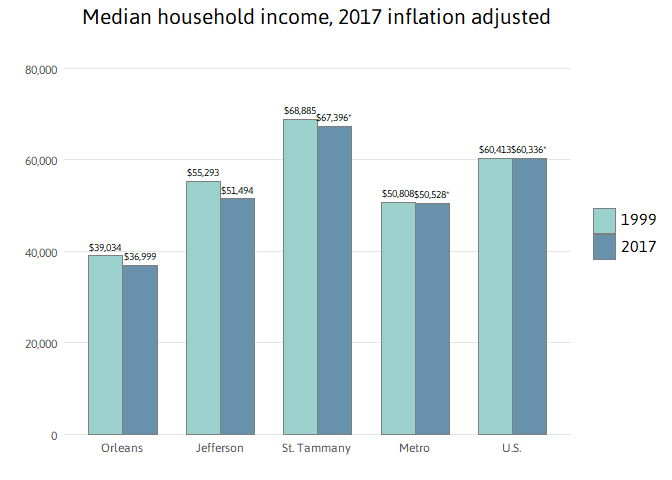 Median household income, 2017 inflation adjusted
80,000
60,000
40,000
20,000
0
$39,034
$36,999
$55,293
$51,494
$68,885
$67,396*
$50,808
$50,528*
$60,413
$60,336*
Orleans
Jefferson
St. Tammany
Metro
U.S.
1999
2017